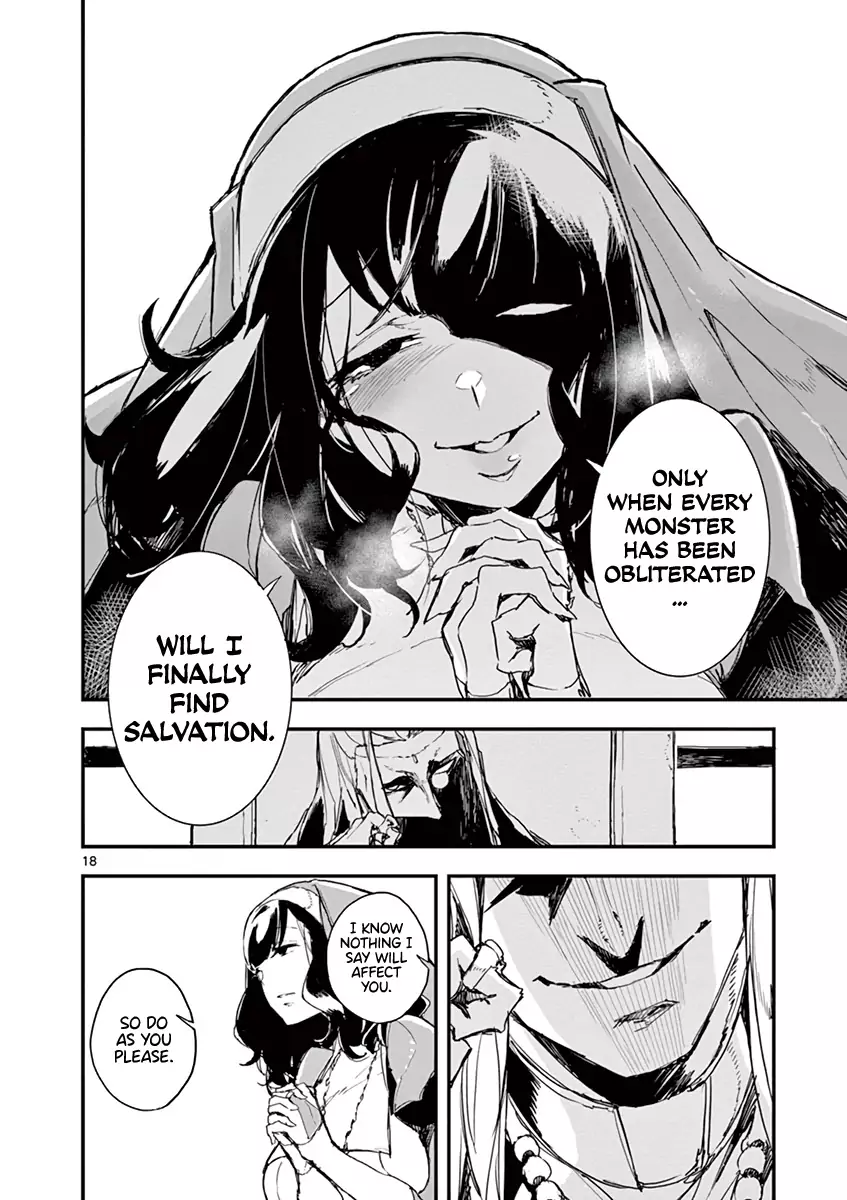 ONLY
WHEN EVERY
MONSTER
HAS BEEN
OBLITERATED
...
WILL I
FINALLY
FIND
SALVATION.
18
I KNOW
NOTHING I
SAY WILL
AFFECT
YOU.
SO DO
AS YOU
PLEASE.